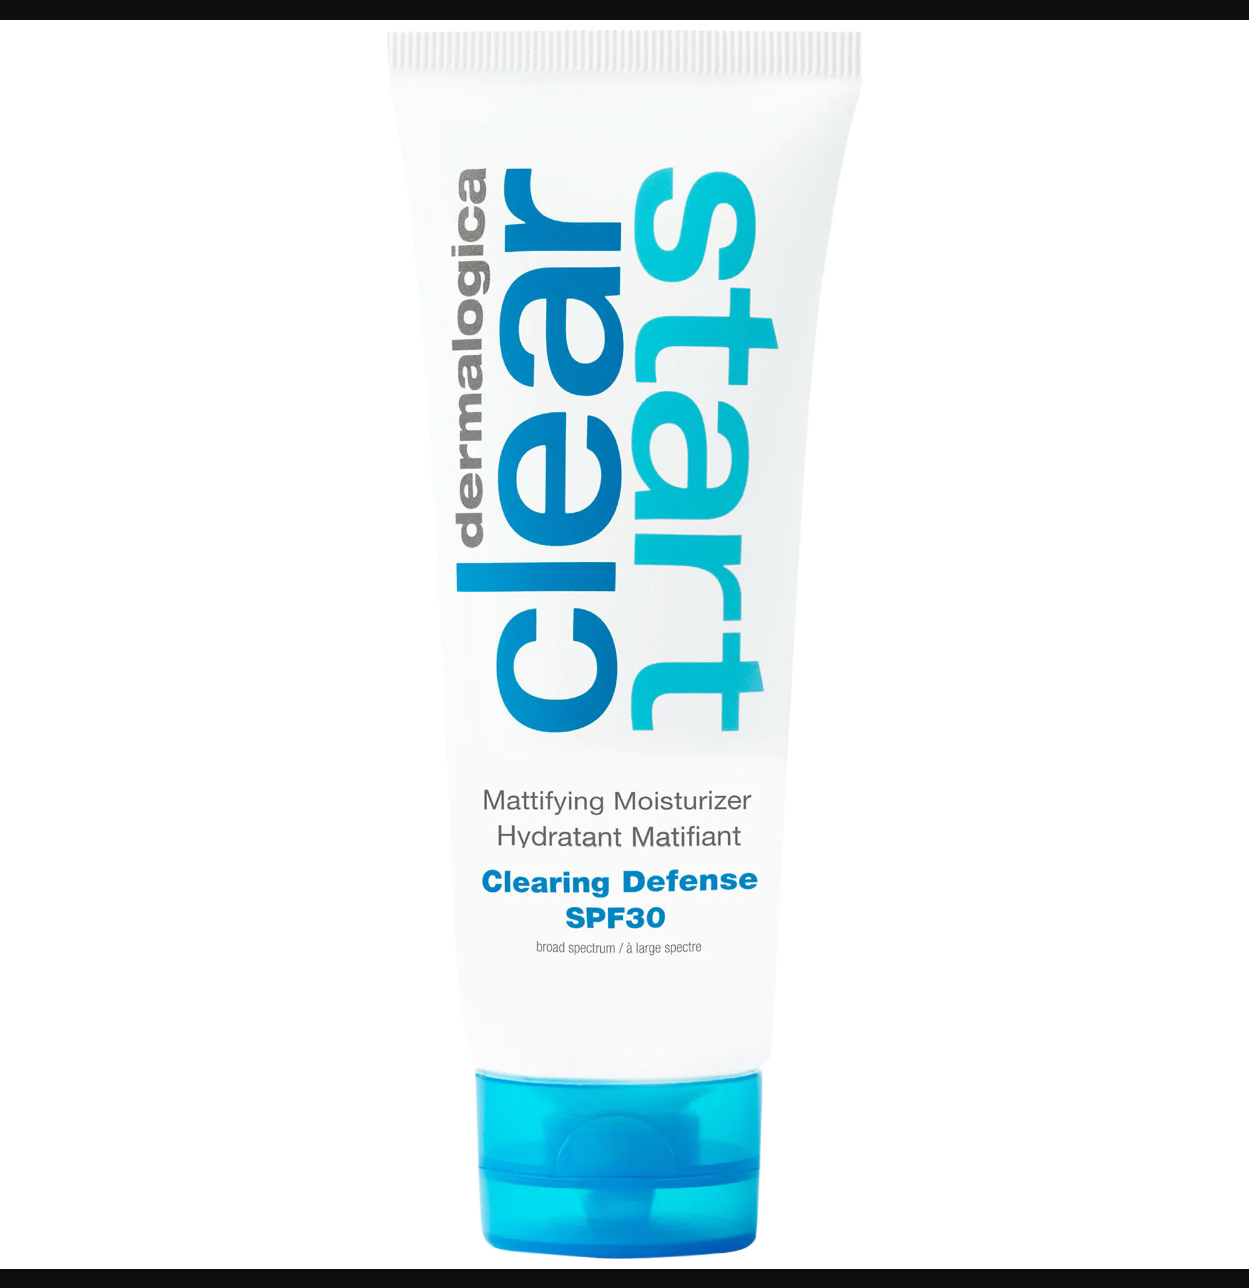 dermalogica
clear
start
Mattifying Moisturizer
Hydratant Matifiant
Clearing Defense
SPF30
broad spectrum / à large spectre